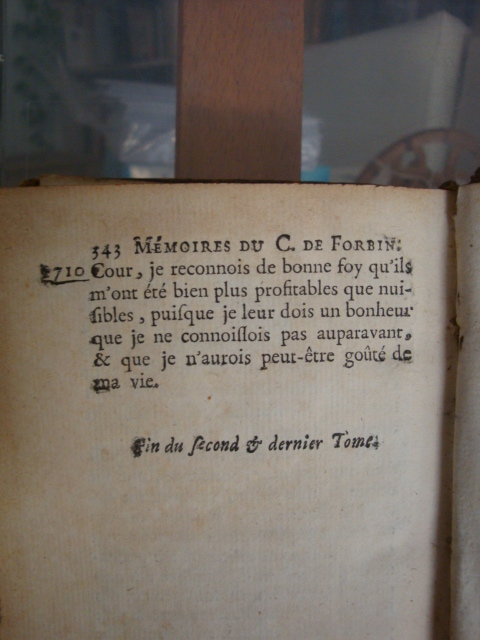 343 MÉMOIRES DU C. DE FORBIN.
1710 Cour, je reconnois de bonne foy qu'ils
m'ont été bien plus profitables que nui-
ſibles, puiſque je leur dois un bonheur
que je ne connoiſſois pas auparavant,
& que je n'aurois peut-être goûté de
ma vie.
Fin du ſecond & dernier Tome.